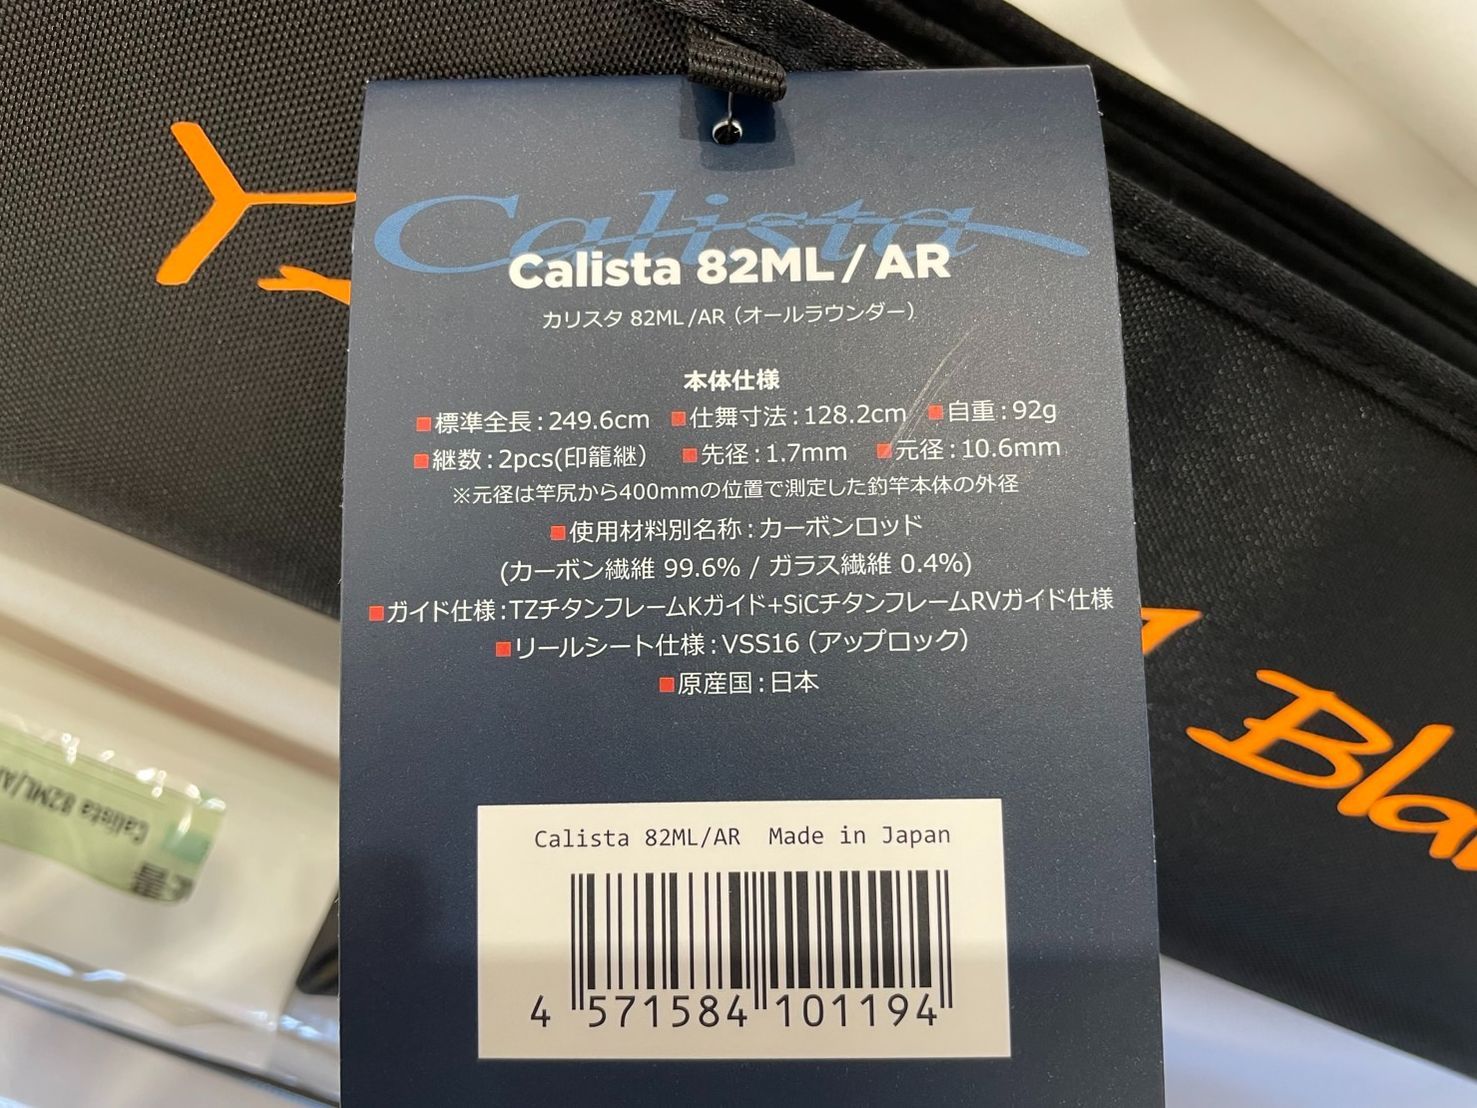 Calista
Calista 82ML/AR
カリスタ 82ML/AR（オールラウンダー）
本体仕様
■標準全長：249.6cm ■仕舞寸法：128.2cm ■自重：92g
■継数：2pcs(印籠継） ■先径：1.7mm ■元径：10.6mm
※元径は竿尻から400mmの位置で測定した釣竿本体の外径
■使用材料別名称：カーボンロッド
(カーボン繊維 99.6% / ガラス繊維 0.4%)
■ガイド仕様：TZチタンフレームKガイド+SiCチタンフレームRVガイド仕様
■リールシート仕様：VSS16（アップロック）
■原産国：日本
Calista 82ML/AR Made in Japan
4 571584 101194
Calista 82ML/AR